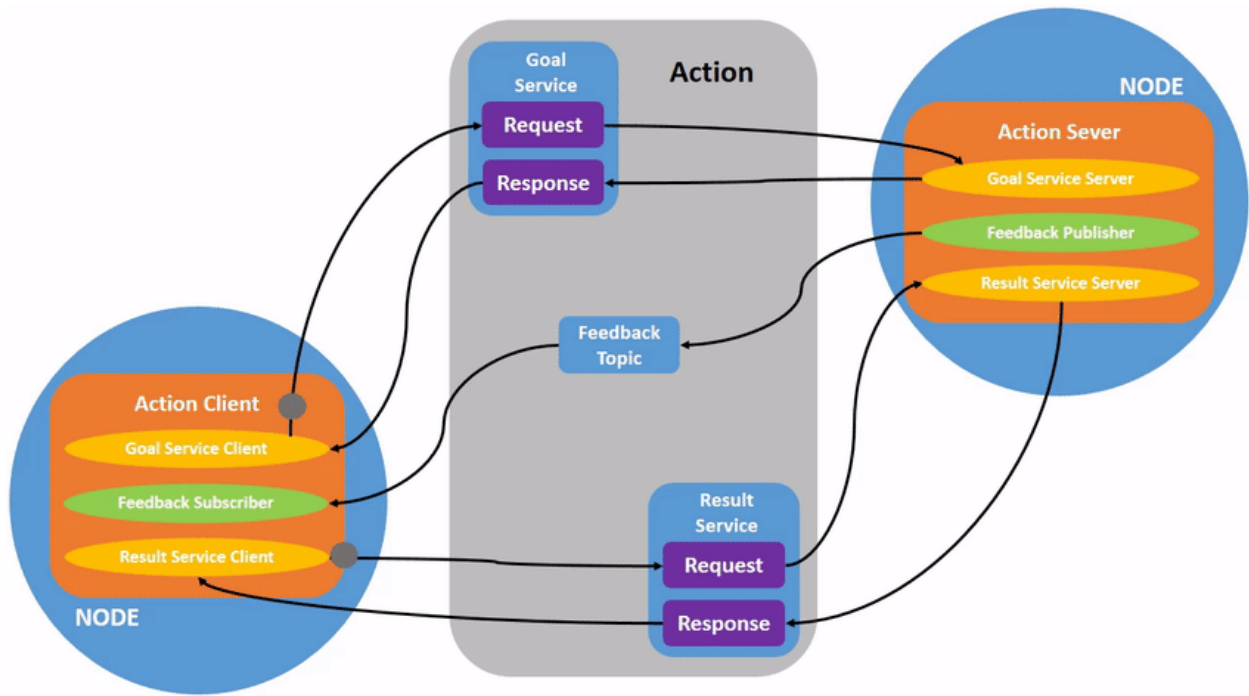 Goal
Service
Request
Response
Action
NODE
Action Sever
Goal Service Server
Feedback Publisher
Result Service Server
Feedback
Topic
Action Client
Goal Service Client
Feedback Subscriber
Result Service Client
NODE
Result
Service
Request
Response